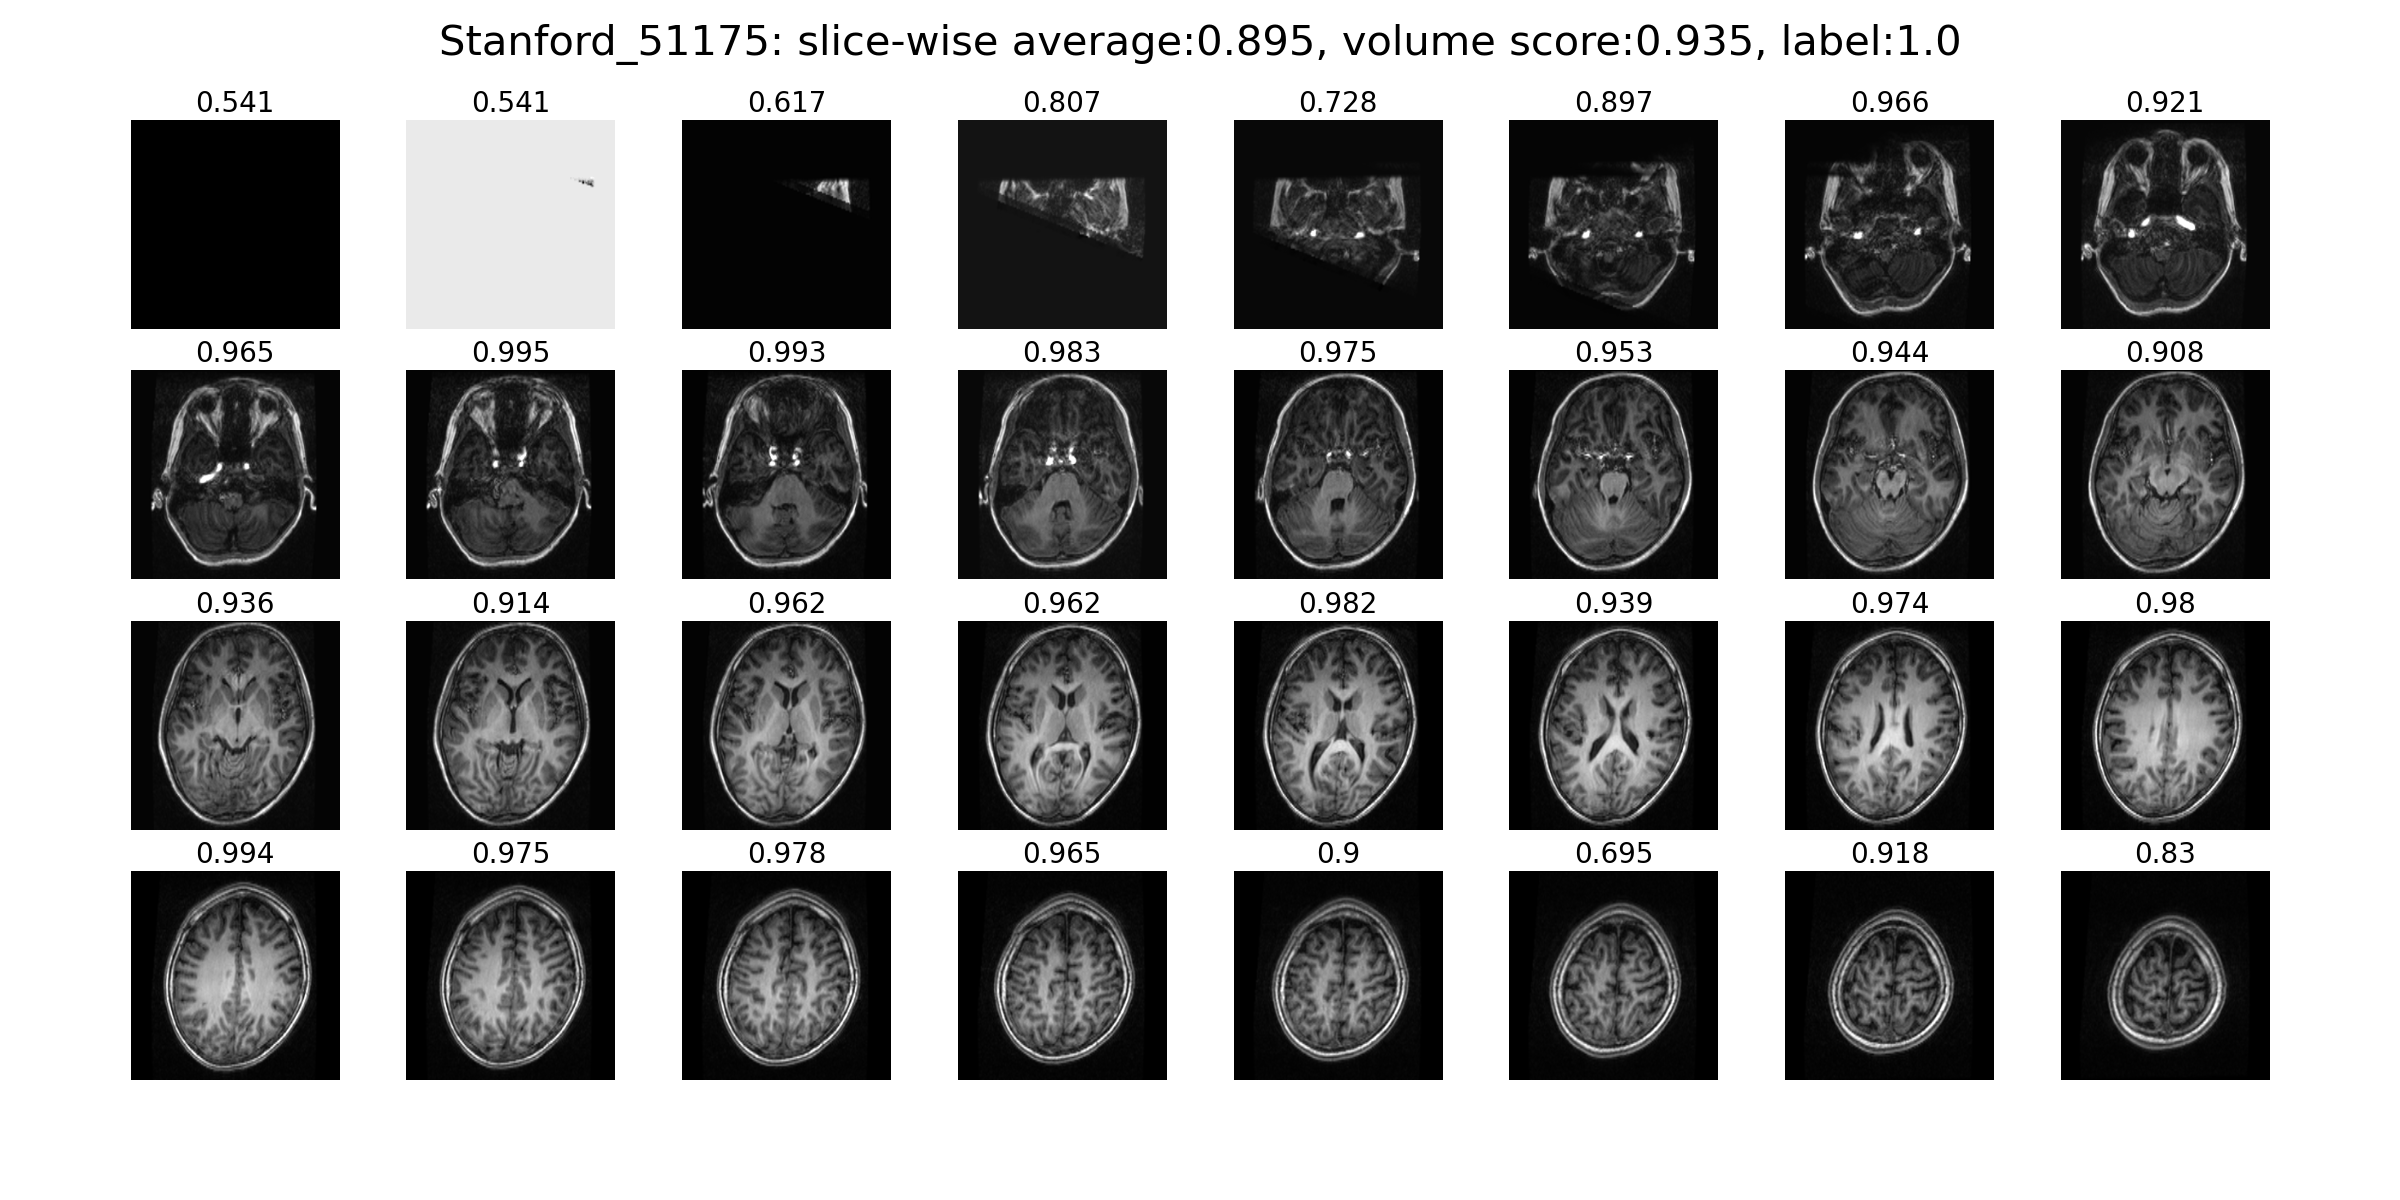 Stanford_51175: slice-wise average:0.895, volume score:0.935, label:1.0
0.541 0.541 0.617 0.807 0.728 0.897 0.966 0.921
0.965 0.995 0.993 0.983 0.975 0.953 0.944 0.908
0.936 0.914 0.962 0.962 0.982 0.939 0.974 0.98
0.994 0.975 0.978 0.965 0.9 0.695 0.918 0.83